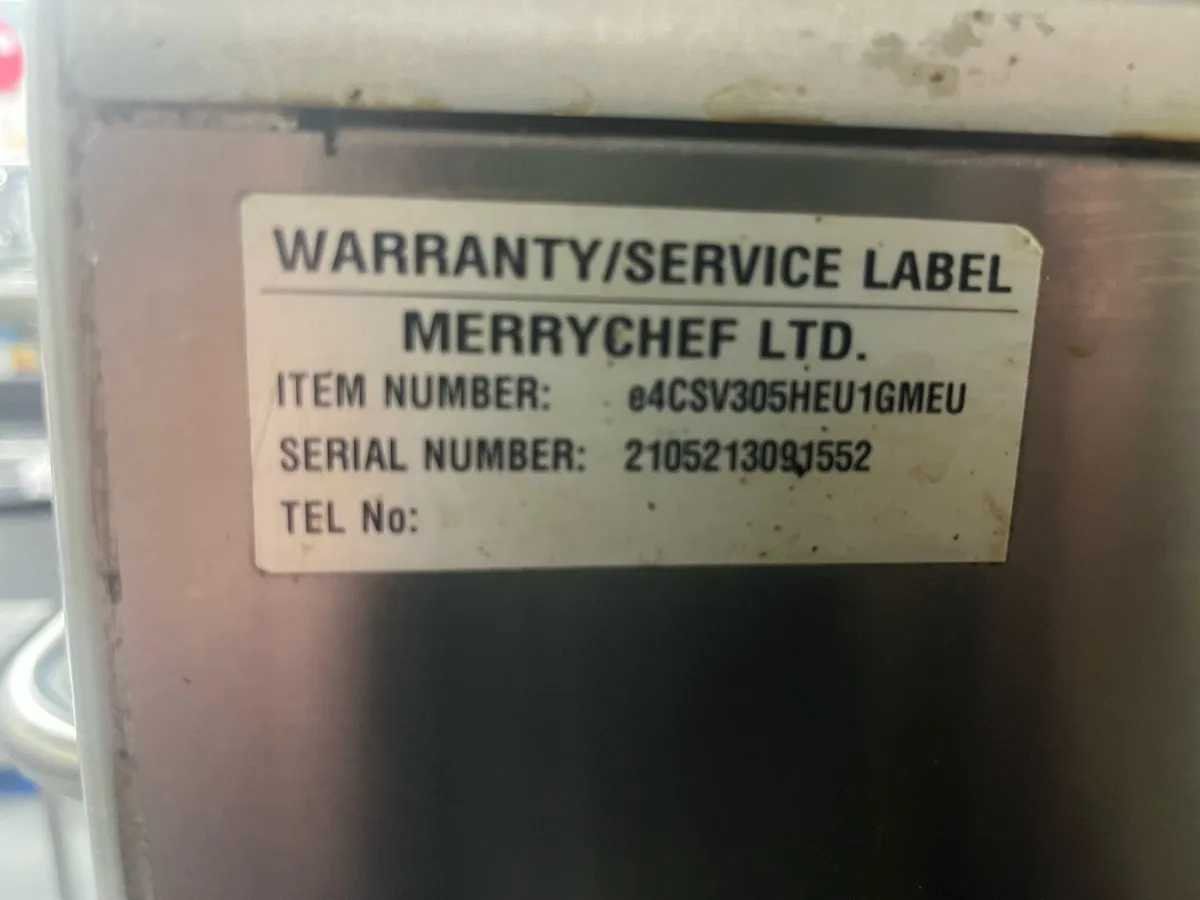 WARRANTY/SERVICE LABEL
MERRYCHEF LTD.
ITEM NUMBER: e4CSV305HEU1GMEU
SERIAL NUMBER: 2105213091552
TEL No: